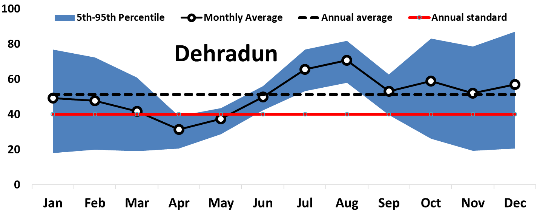 100
5th-95th Percentile Monthly Average Annual average Annual standard
80
Dehradun
60
40
20
0
Jan Feb Mar Apr May Jun Jul Aug Sep Oct Nov Dec